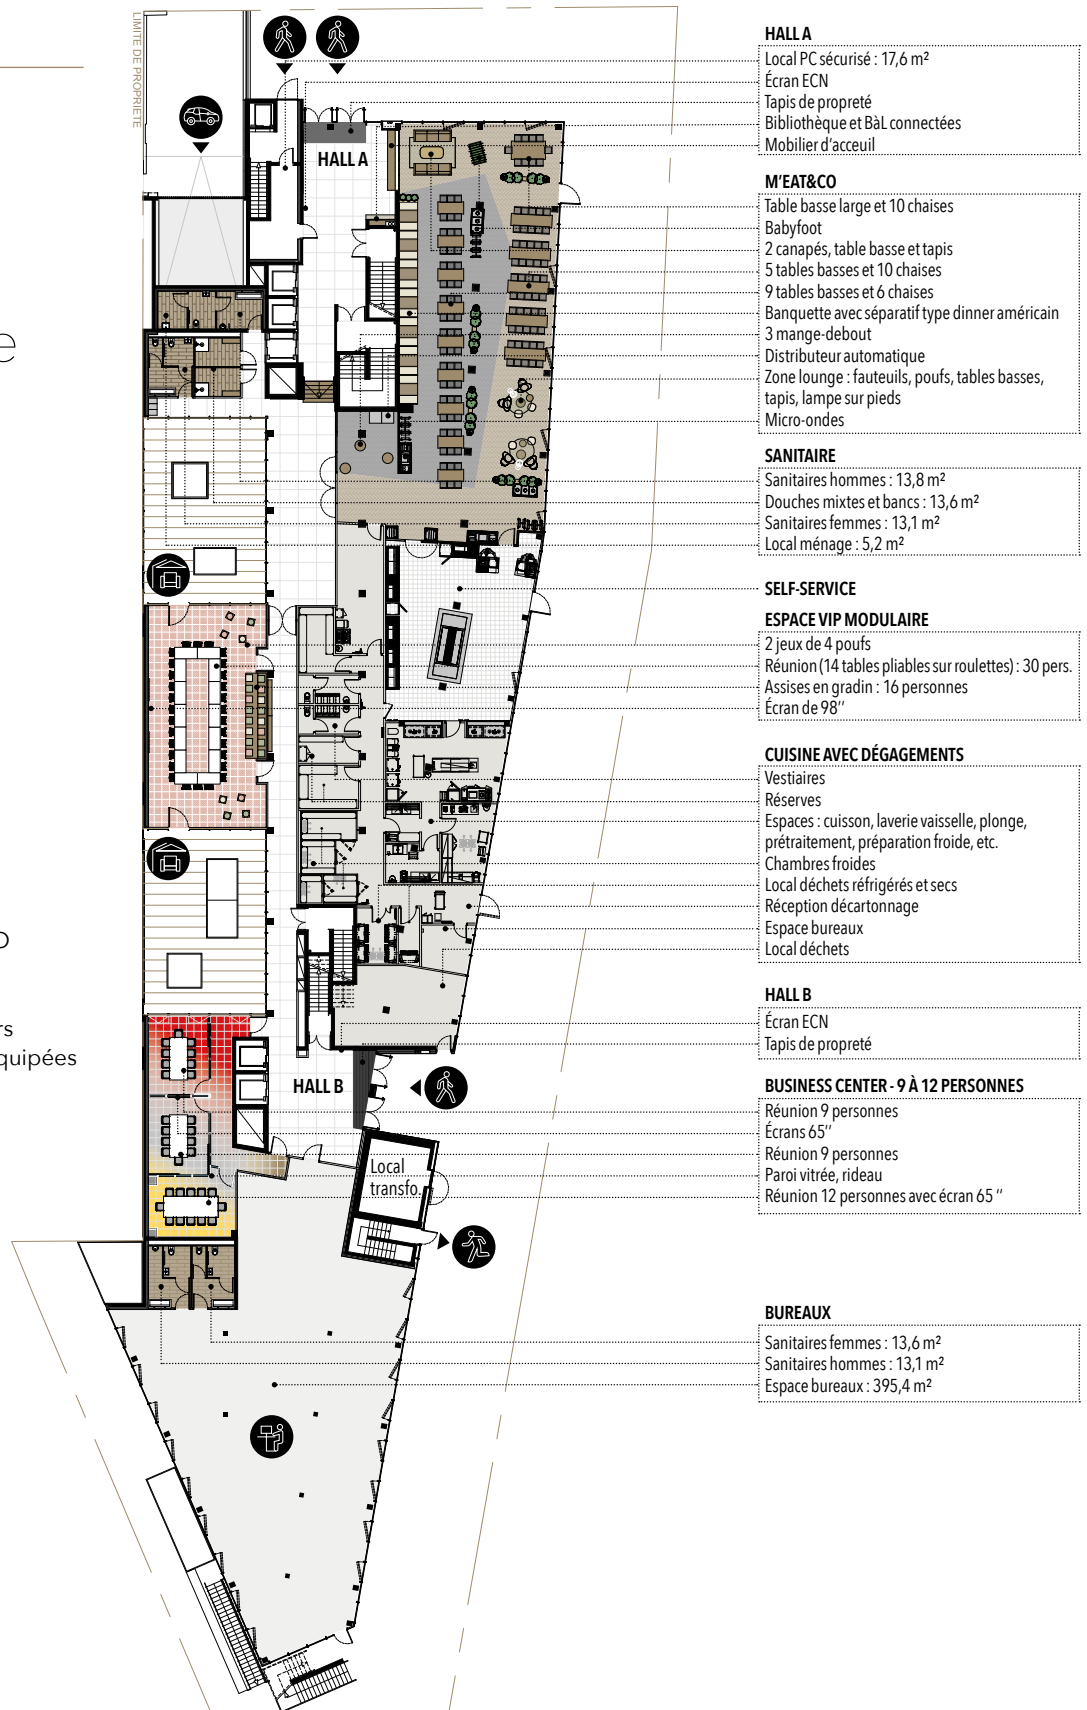 LIMITE DE PROPRIETE
e
O
rs
quipées
HALL A
HALL B
Local
transfo.
HALL A
Local PC sécurisé : 17,6 m²
Écran ECN
Tapis de propreté
Bibliothèque et BàL connectées
Mobilier d'acceuil
M'EAT&CO
Table basse large et 10 chaises
Babyfoot
2 canapés, table basse et tapis
5 tables basses et 10 chaises
9 tables basses et 6 chaises
Banquette avec séparatif type dinner américain
3 mange-debout
Distributeur automatique
Zone lounge : fauteuils, poufs, tables basses,
tapis, lampe sur pieds
Micro-ondes
SANITAIRE
Sanitaires hommes : 13,8 m²
Douches mixtes et bancs : 13,6 m²
Sanitaires femmes : 13,1 m²
Local ménage : 5,2 m²
SELF-SERVICE
ESPACE VIP MODULAIRE
2 jeux de 4 poufs
Réunion (14 tables pliables sur roulettes) : 30 pers.
Assises en gradin : 16 personnes
Écran de 98''
CUISINE AVEC DÉGAGEMENTS
Vestiaires
Réserves
Espaces : cuisson, laverie vaisselle, plonge,
prétraitement, préparation froide, etc.
Chambres froides
Local déchets réfrigérés et secs
Réception décartonnage
Espace bureaux
Local déchets
HALL B
Écran ECN
Tapis de propreté
BUSINESS CENTER - 9 À 12 PERSONNES
Réunion 9 personnes
Écrans 65''
Réunion 9 personnes
Paroi vitrée, rideau
Réunion 12 personnes avec écran 65 ''
BUREAUX
Sanitaires femmes : 13,6 m²
Sanitaires hommes : 13,1 m²
Espace bureaux : 395,4 m²